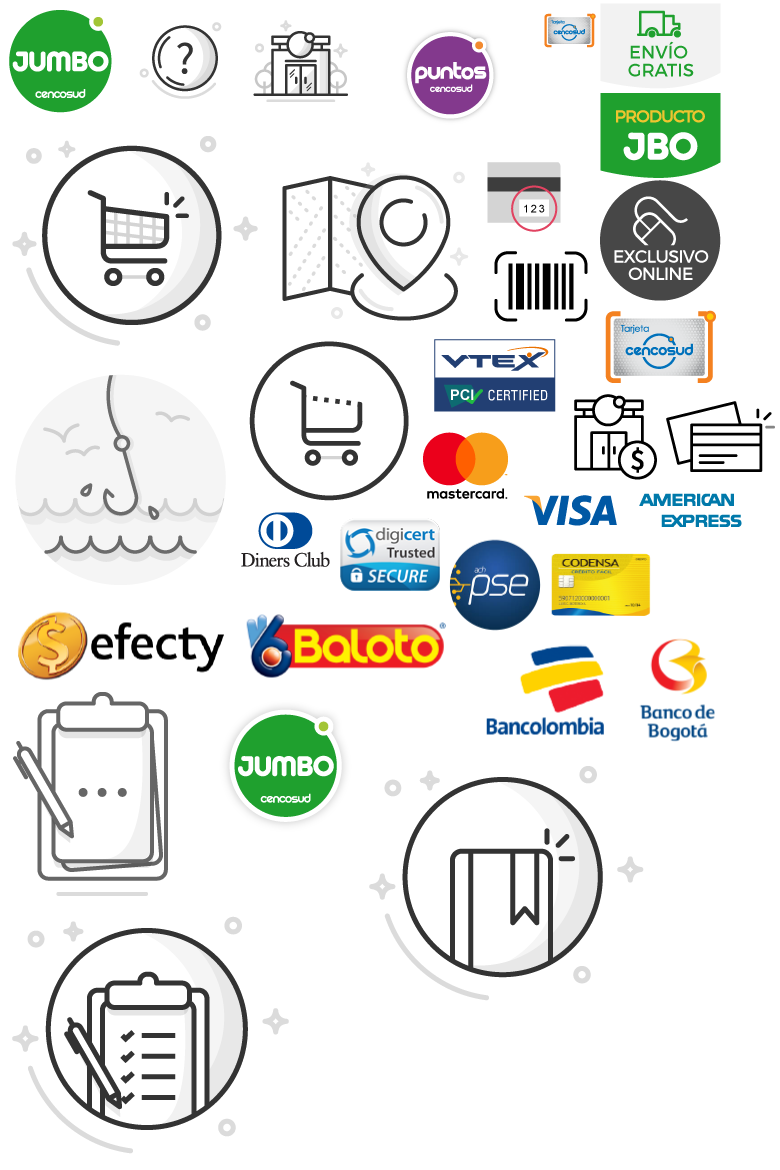 JUMBO
cencosud
?
puntos
cencosud
Tarjeta
cencosud
ENVÍO
GRATIS
PRODUCTO
JBO
123
EXCLUSIVO
ONLINE
Tarjeta
cencosud
VTEX
PCI CERTIFIED
$
mastercard.
VISA
AMERICAN
EXPRESS
Diners Club
digicert
Trusted
SECURE
ach
pse
CODENSA
CRÉDITO FÁCIL
$
efecty
Baloto®
Bancolombia
Banco de
Bogotá
JUMBO
cencosud